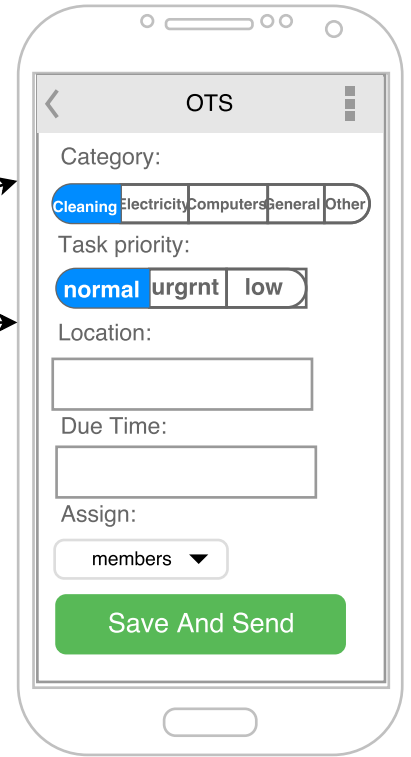 OTS
Category:
Cleaning Electricity Computers General Other
Task priority:
normal urgrnt low
Location:
Due Time:
Assign:
members
Save And Send